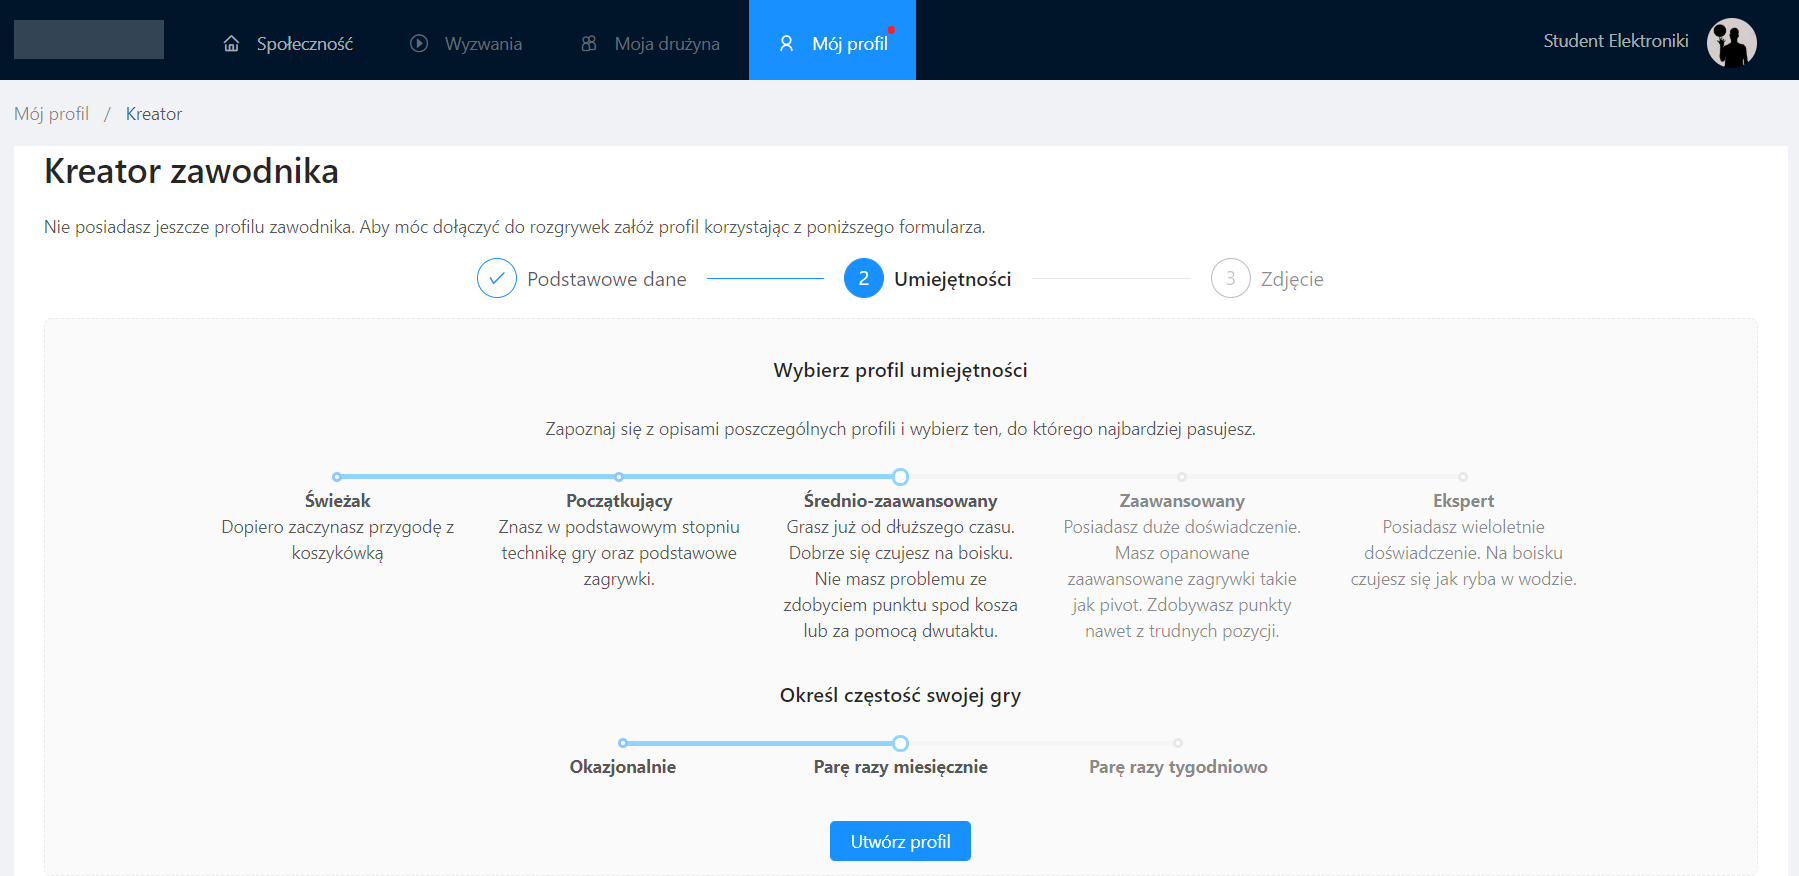 Społeczność
Wyzwania
Moja drużyna
Mój profil
Student Elektroniki
Mój profil / Kreator
Kreator zawodnika
Nie posiadasz jeszcze profilu zawodnika. Aby móc dołączyć do rozgrywek załóż profil korzystając z poniższego formularza.
Podstawowe dane
2 Umiejętności
3 Zdjęcie
Wybierz profil umiejętności
Zapoznaj się z opisami poszczególnych profili i wybierz ten, do którego najbardziej pasujesz.
Świeżak
Dopiero zaczynasz przygodę z
koszykówką
Początkujący
Znasz w podstawowym stopniu
technikę gry oraz podstawowe
zagrywki.
Średnio-zaawansowany
Grasz już od dłuższego czasu.
Dobrze się czujesz na boisku.
Nie masz problemu ze
zdobyciem punktu spod kosza
lub za pomocą dwutaktu.
Zaawansowany
Posiadasz duże doświadczenie.
Masz opanowane
zaawansowane zagrywki takie
jak pivot. Zdobywasz punkty
nawet z trudnych pozycji.
Ekspert
Posiadasz wieloletnie
doświadczenie. Na boisku
czujesz się jak ryba w wodzie.
Określ częstość swojej gry
Okazjonalnie
Parę razy miesięcznie
Parę razy tygodniowo
Utwórz profil